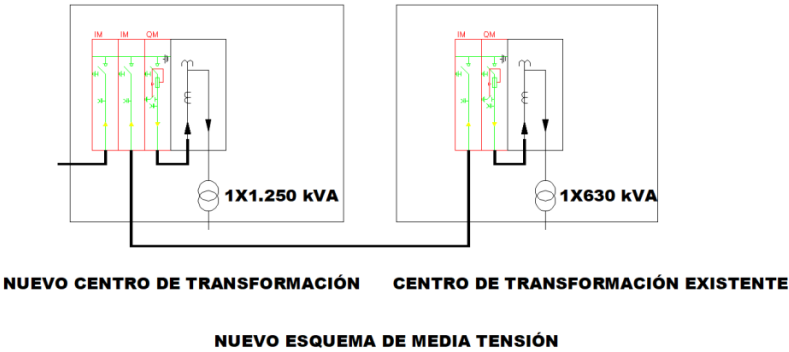 IM IM QM
IM QM
1X1.250 kVA
1X630 kVA
NUEVO CENTRO DE TRANSFORMACIÓN
CENTRO DE TRANSFORMACIÓN EXISTENTE
NUEVO ESQUEMA DE MEDIA TENSIÓN